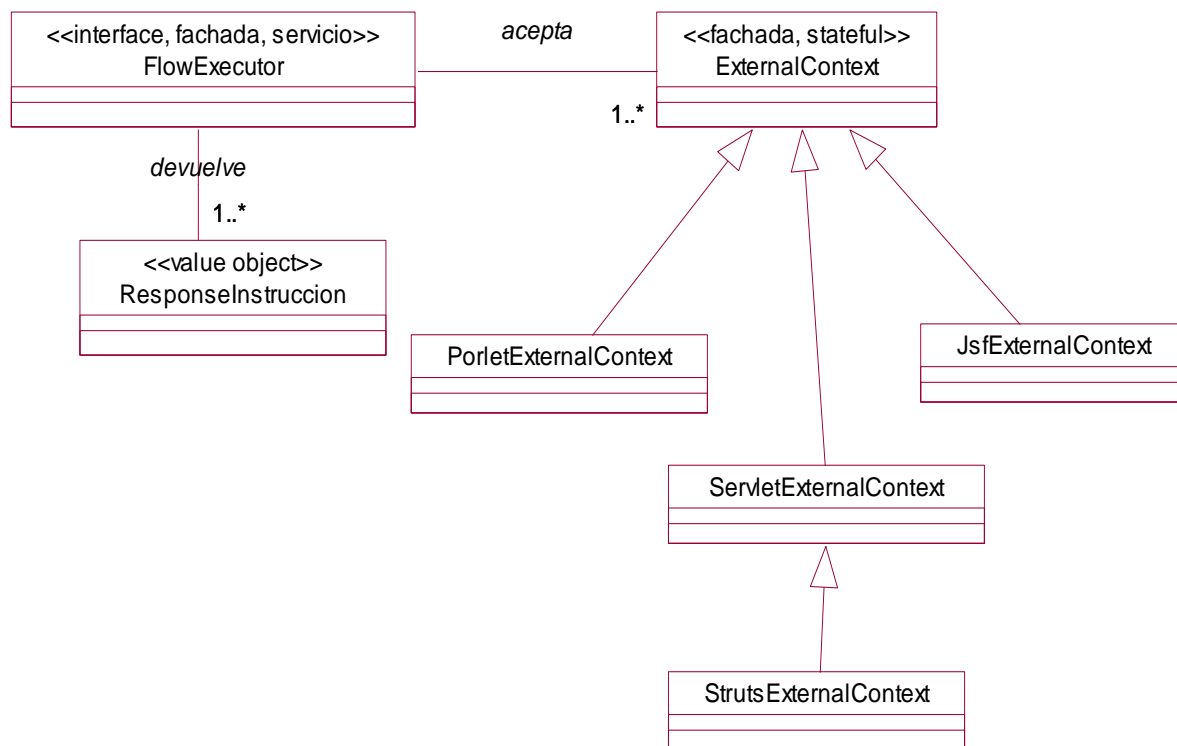 <<interface, fachada, servicio>>
FlowExecutor
acepta
<<fachada, stateful>>
ExternalContext
1..*
devuelve
1..*
<<value object>>
ResponseInstruccion
PorletExternalContext
JsfExternalContext
ServletExternalContext
StrutsExternalContext